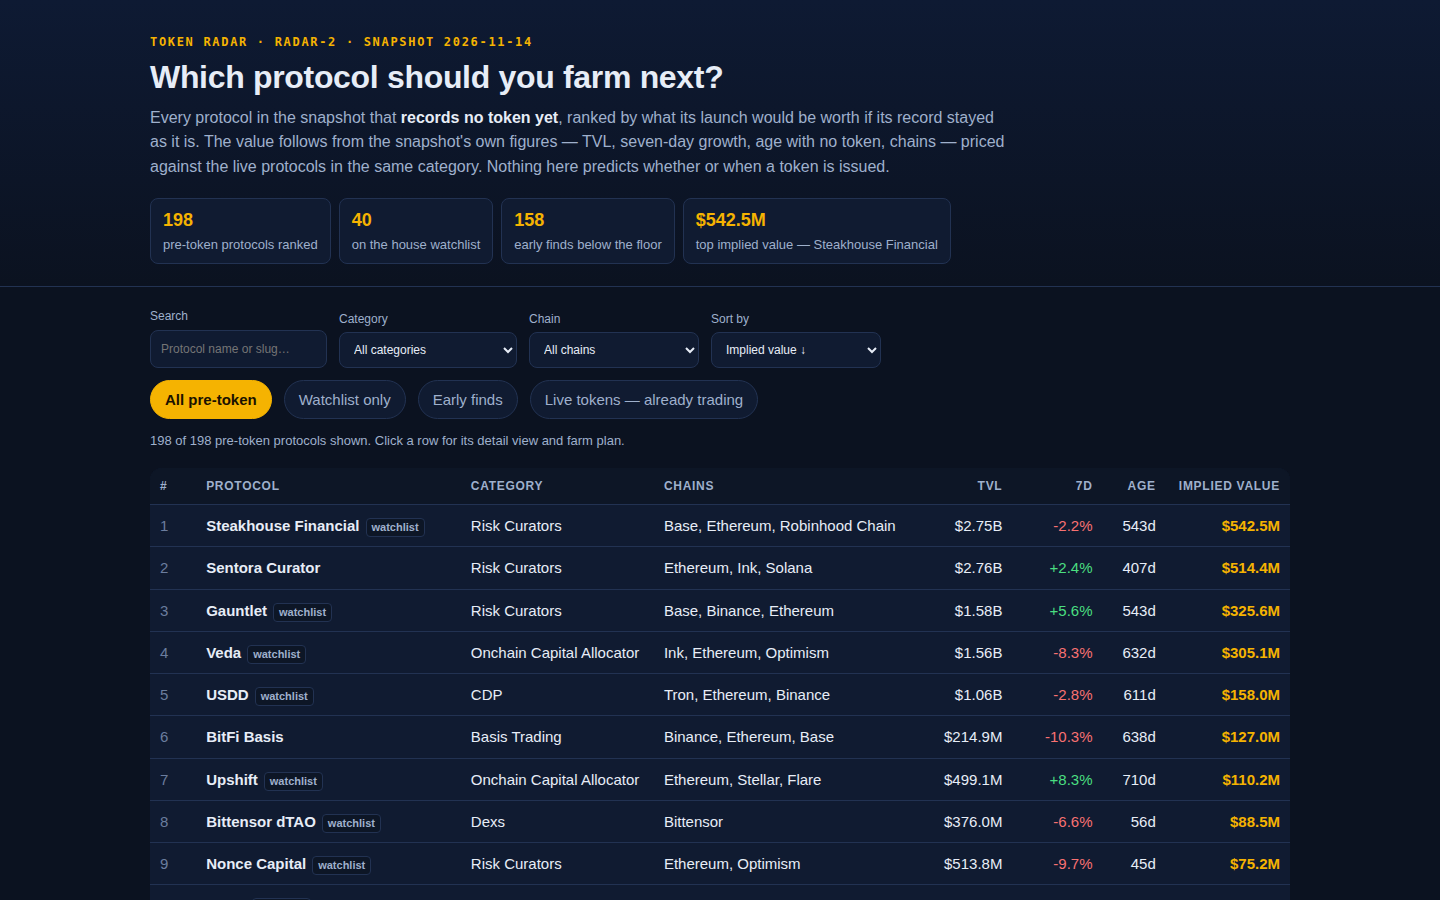 TOKEN RADAR · RADAR-2 · SNAPSHOT 2026-11-14
Which protocol should you farm next?
Every protocol in the snapshot that records no token yet, ranked by what its launch would be worth if its record stayed
as it is. The value follows from the snapshot's own figures — TVL, seven-day growth, age with no token, chains — priced
against the live protocols in the same category. Nothing here predicts whether or when a token is issued.
198 40 158 $542.5M
pre-token protocols ranked on the house watchlist early finds below the floor top implied value — Steakhouse Financial
Search Category Chain Sort by
Protocol name or slug… All categories All chains Implied value ↓
All pre-token Watchlist only Early finds Live tokens — already trading
198 of 198 pre-token protocols shown. Click a row for its detail view and farm plan.
# PROTOCOL CATEGORY CHAINS TVL 7D AGE IMPLIED VALUE
1 Steakhouse Financial watchlist Risk Curators Base, Ethereum, Robinhood Chain $2.75B -2.2% 543d $542.5M
2 Sentora Curator Risk Curators Ethereum, Ink, Solana $2.76B +2.4% 407d $514.4M
3 Gauntlet watchlist Risk Curators Base, Binance, Ethereum $1.58B +5.6% 543d $325.6M
4 Veda watchlist Onchain Capital Allocator Ink, Ethereum, Optimism $1.56B -8.3% 632d $305.1M
5 USDD watchlist CDP Tron, Ethereum, Binance $1.06B -2.8% 611d $158.0M
6 BitFi Basis Basis Trading Binance, Ethereum, Base $214.9M -10.3% 638d $127.0M
7 Upshift watchlist Onchain Capital Allocator Ethereum, Stellar, Flare $499.1M +8.3% 710d $110.2M
8 Bittensor dTAO watchlist Dexs Bittensor $376.0M -6.6% 56d $88.5M
9 Nonce Capital watchlist Risk Curators Ethereum, Optimism $513.8M -9.7% 45d $75.2M